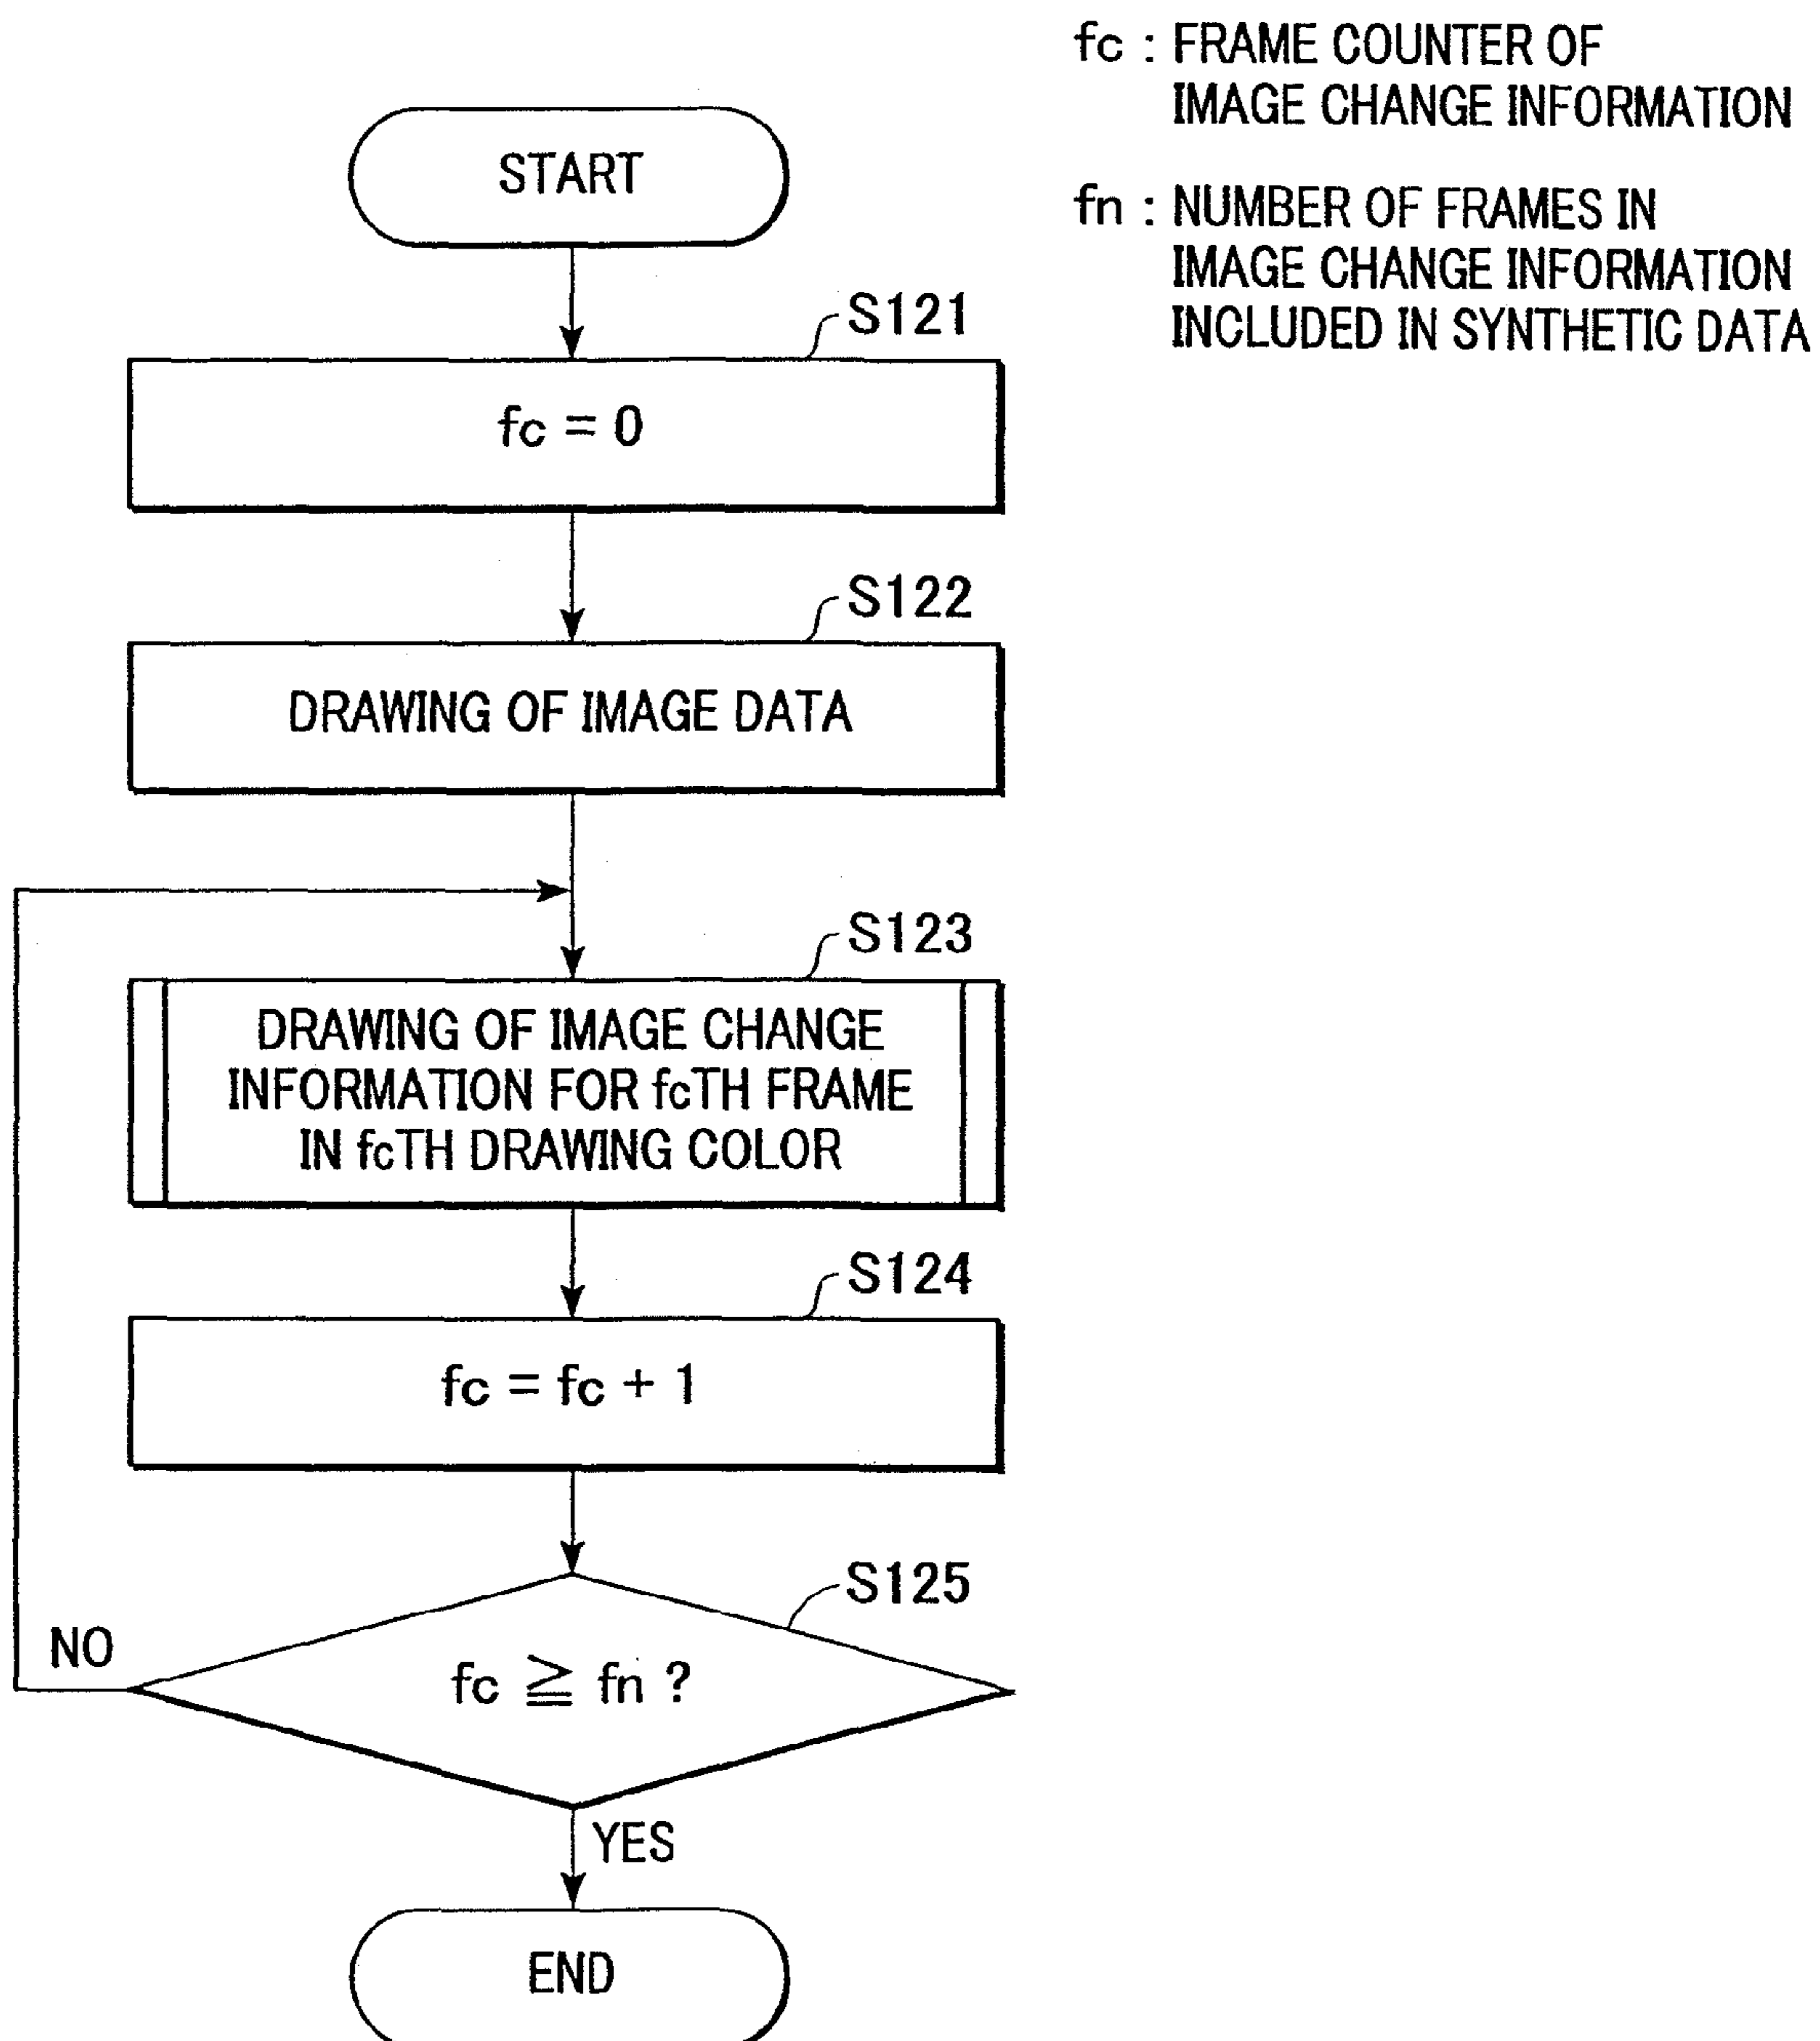 fc : FRAME COUNTER OF
IMAGE CHANGE INFORMATION
fn : NUMBER OF FRAMES IN
IMAGE CHANGE INFORMATION
INCLUDED IN SYNTHETIC DATA
START
S121
fc = 0
S122
DRAWING OF IMAGE DATA
S123
DRAWING OF IMAGE CHANGE
INFORMATION FOR fcTH FRAME
IN fcTH DRAWING COLOR
S124
fc = fc + 1
S125
NO
fc ≧ fn ?
YES
END